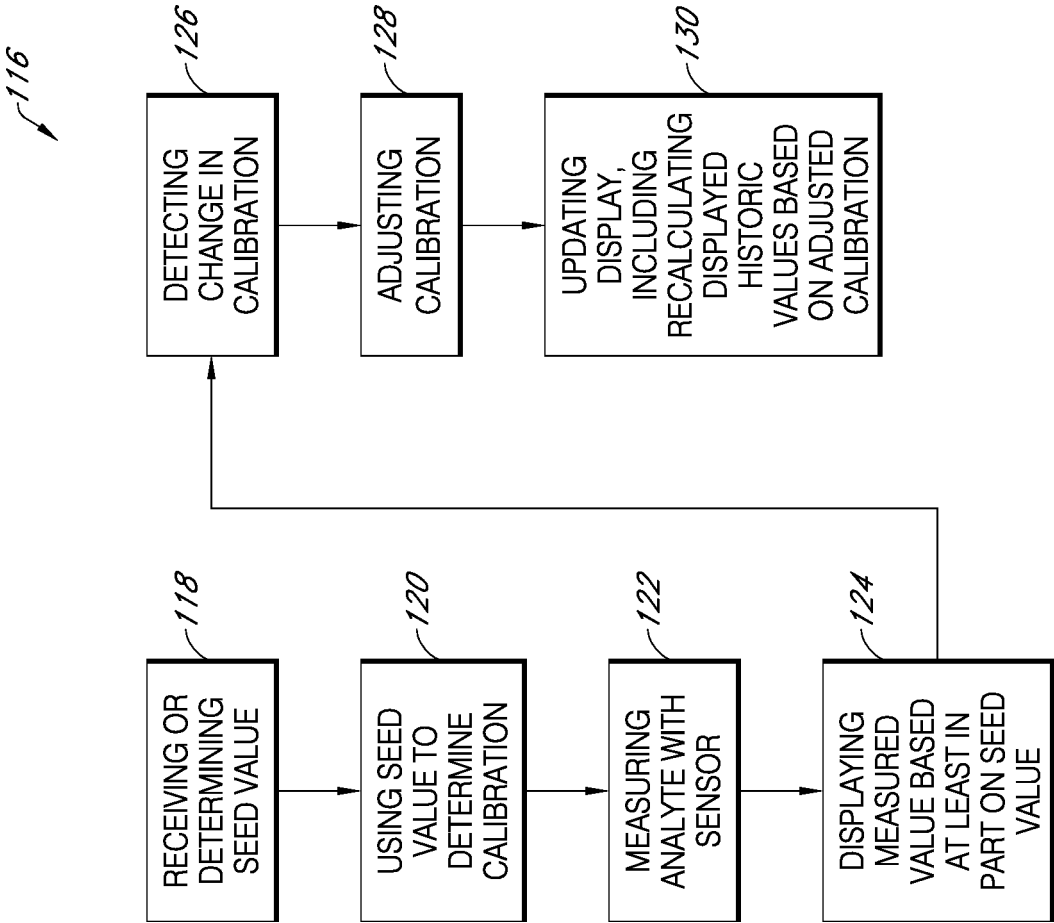 116
118
RECEIVING OR
DETERMINING
SEED VALUE
120
USING SEED
VALUE TO
DETERMINE
CALIBRATION
122
MEASURING
ANALYTE WITH
SENSOR
124
DISPLAYING
MEASURED
VALUE BASED
AT LEAST IN
PART ON SEED
VALUE
126
DETECTING
CHANGE IN
CALIBRATION
128
ADJUSTING
CALIBRATION
130
UPDATING
DISPLAY,
INCLUDING
RECALCULATING
DISPLAYED
HISTORIC
VALUES BASED
ON ADJUSTED
CALIBRATION